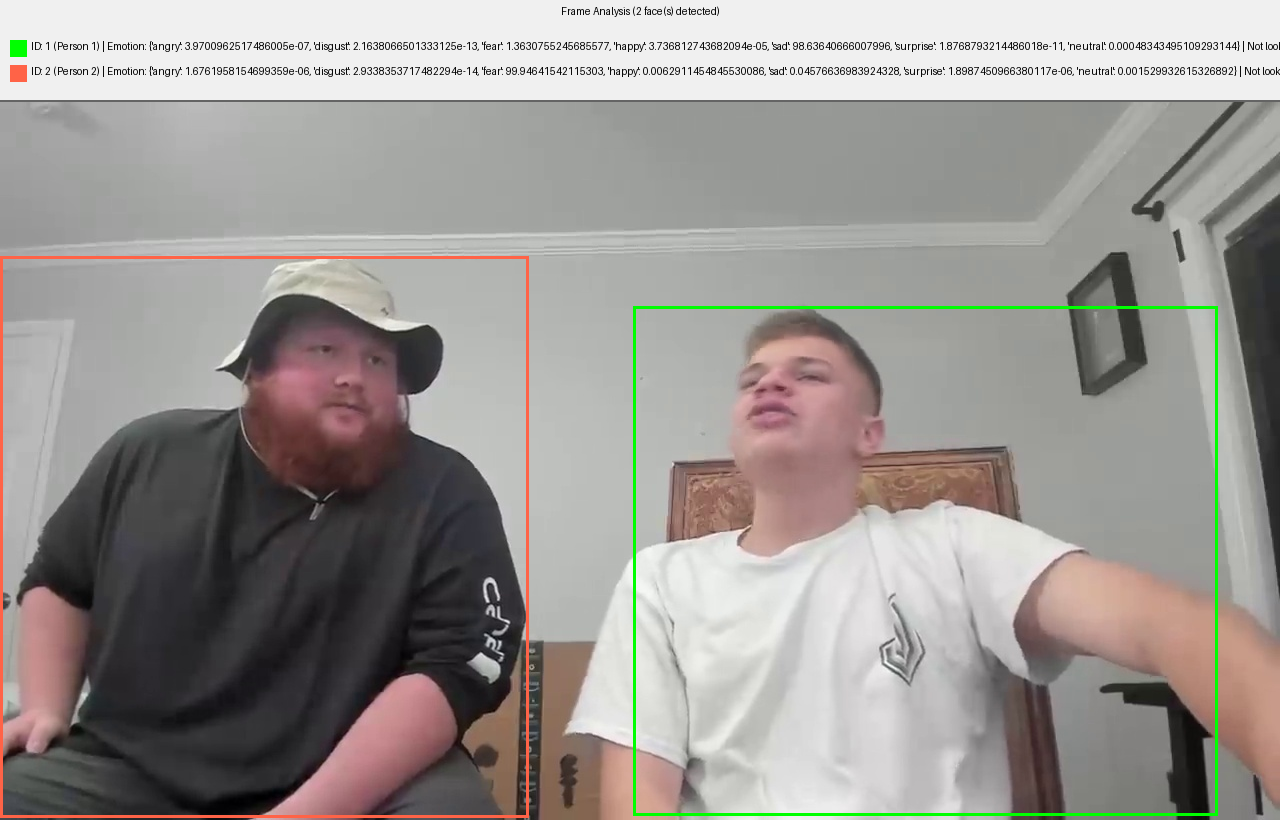 Frame Analysis (2 face(s) detected)
ID: 1 (Person 1) | Emotion: {'angry': 3.9700962517486005e-07, 'disgust': 2.1638066501333125e-13, 'fear': 1.3630755245685577, 'happy': 3.736812743682094e-05, 'sad': 98.63640666007996, 'surprise': 1.8768793214486018e-11, 'neutral': 0.00048343495109293144} | Not look
ID: 2 (Person 2) | Emotion: {'angry': 1.6761958154699359e-06, 'disgust': 2.9338353717482294e-14, 'fear': 99.94641542115303, 'happy': 0.0062911454845530086, 'sad': 0.04576636983924328, 'surprise': 1.8987450966380117e-06, 'neutral': 0.001529932615326892} | Not look